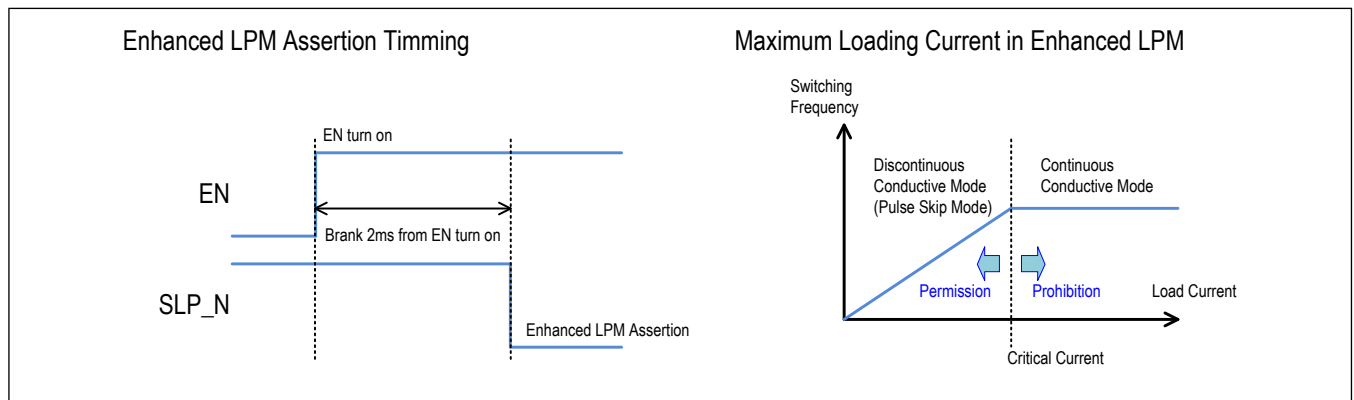 Enhanced LPM Assertion Timming
EN turn on
EN
Brank 2ms from EN turn on
SLP_N
Enhanced LPM Assertion
Maximum Loading Current in Enhanced LPM
Switching
Frequency
Discontinuous
Conductive Mode
(Pulse Skip Mode)
Continuous
Conductive Mode
Permission
Prohibition
Load Current
Critical Current